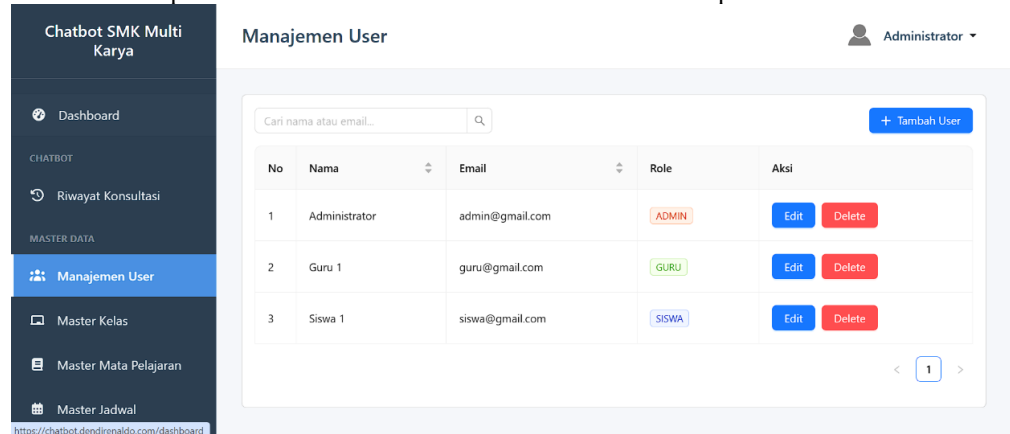 Chatbot SMK Multi
Karya
Manajemen User
Administrator
Dashboard
CHATBOT
Riwayat Konsultasi
MASTER DATA
Manajemen User
Master Kelas
Master Mata Pelajaran
Master Jadwal
https://chatbot.dendirenaldo.com/dashboard
Cari nama atau email...
+ Tambah User
No Nama Email Role Aksi
1 Administrator admin@gmail.com ADMIN Edit Delete
2 Guru 1 guru@gmail.com GURU Edit Delete
3 Siswa 1 siswa@gmail.com SISWA Edit Delete
< 1 >